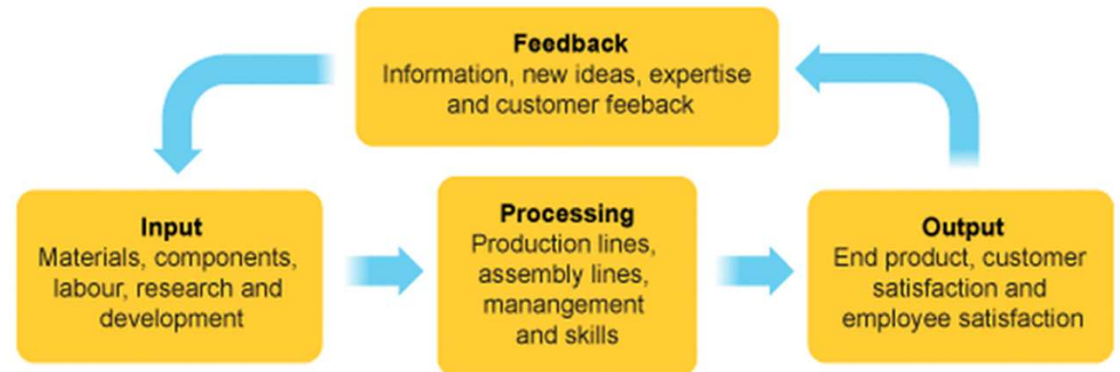 Feedback
Information, new ideas, expertise
and customer feeback
Input
Materials, components,
labour, research and
development
Processing
Production lines,
assembly lines,
manangement
and skills
Output
End product, customer
satisfaction and
employee satisfaction